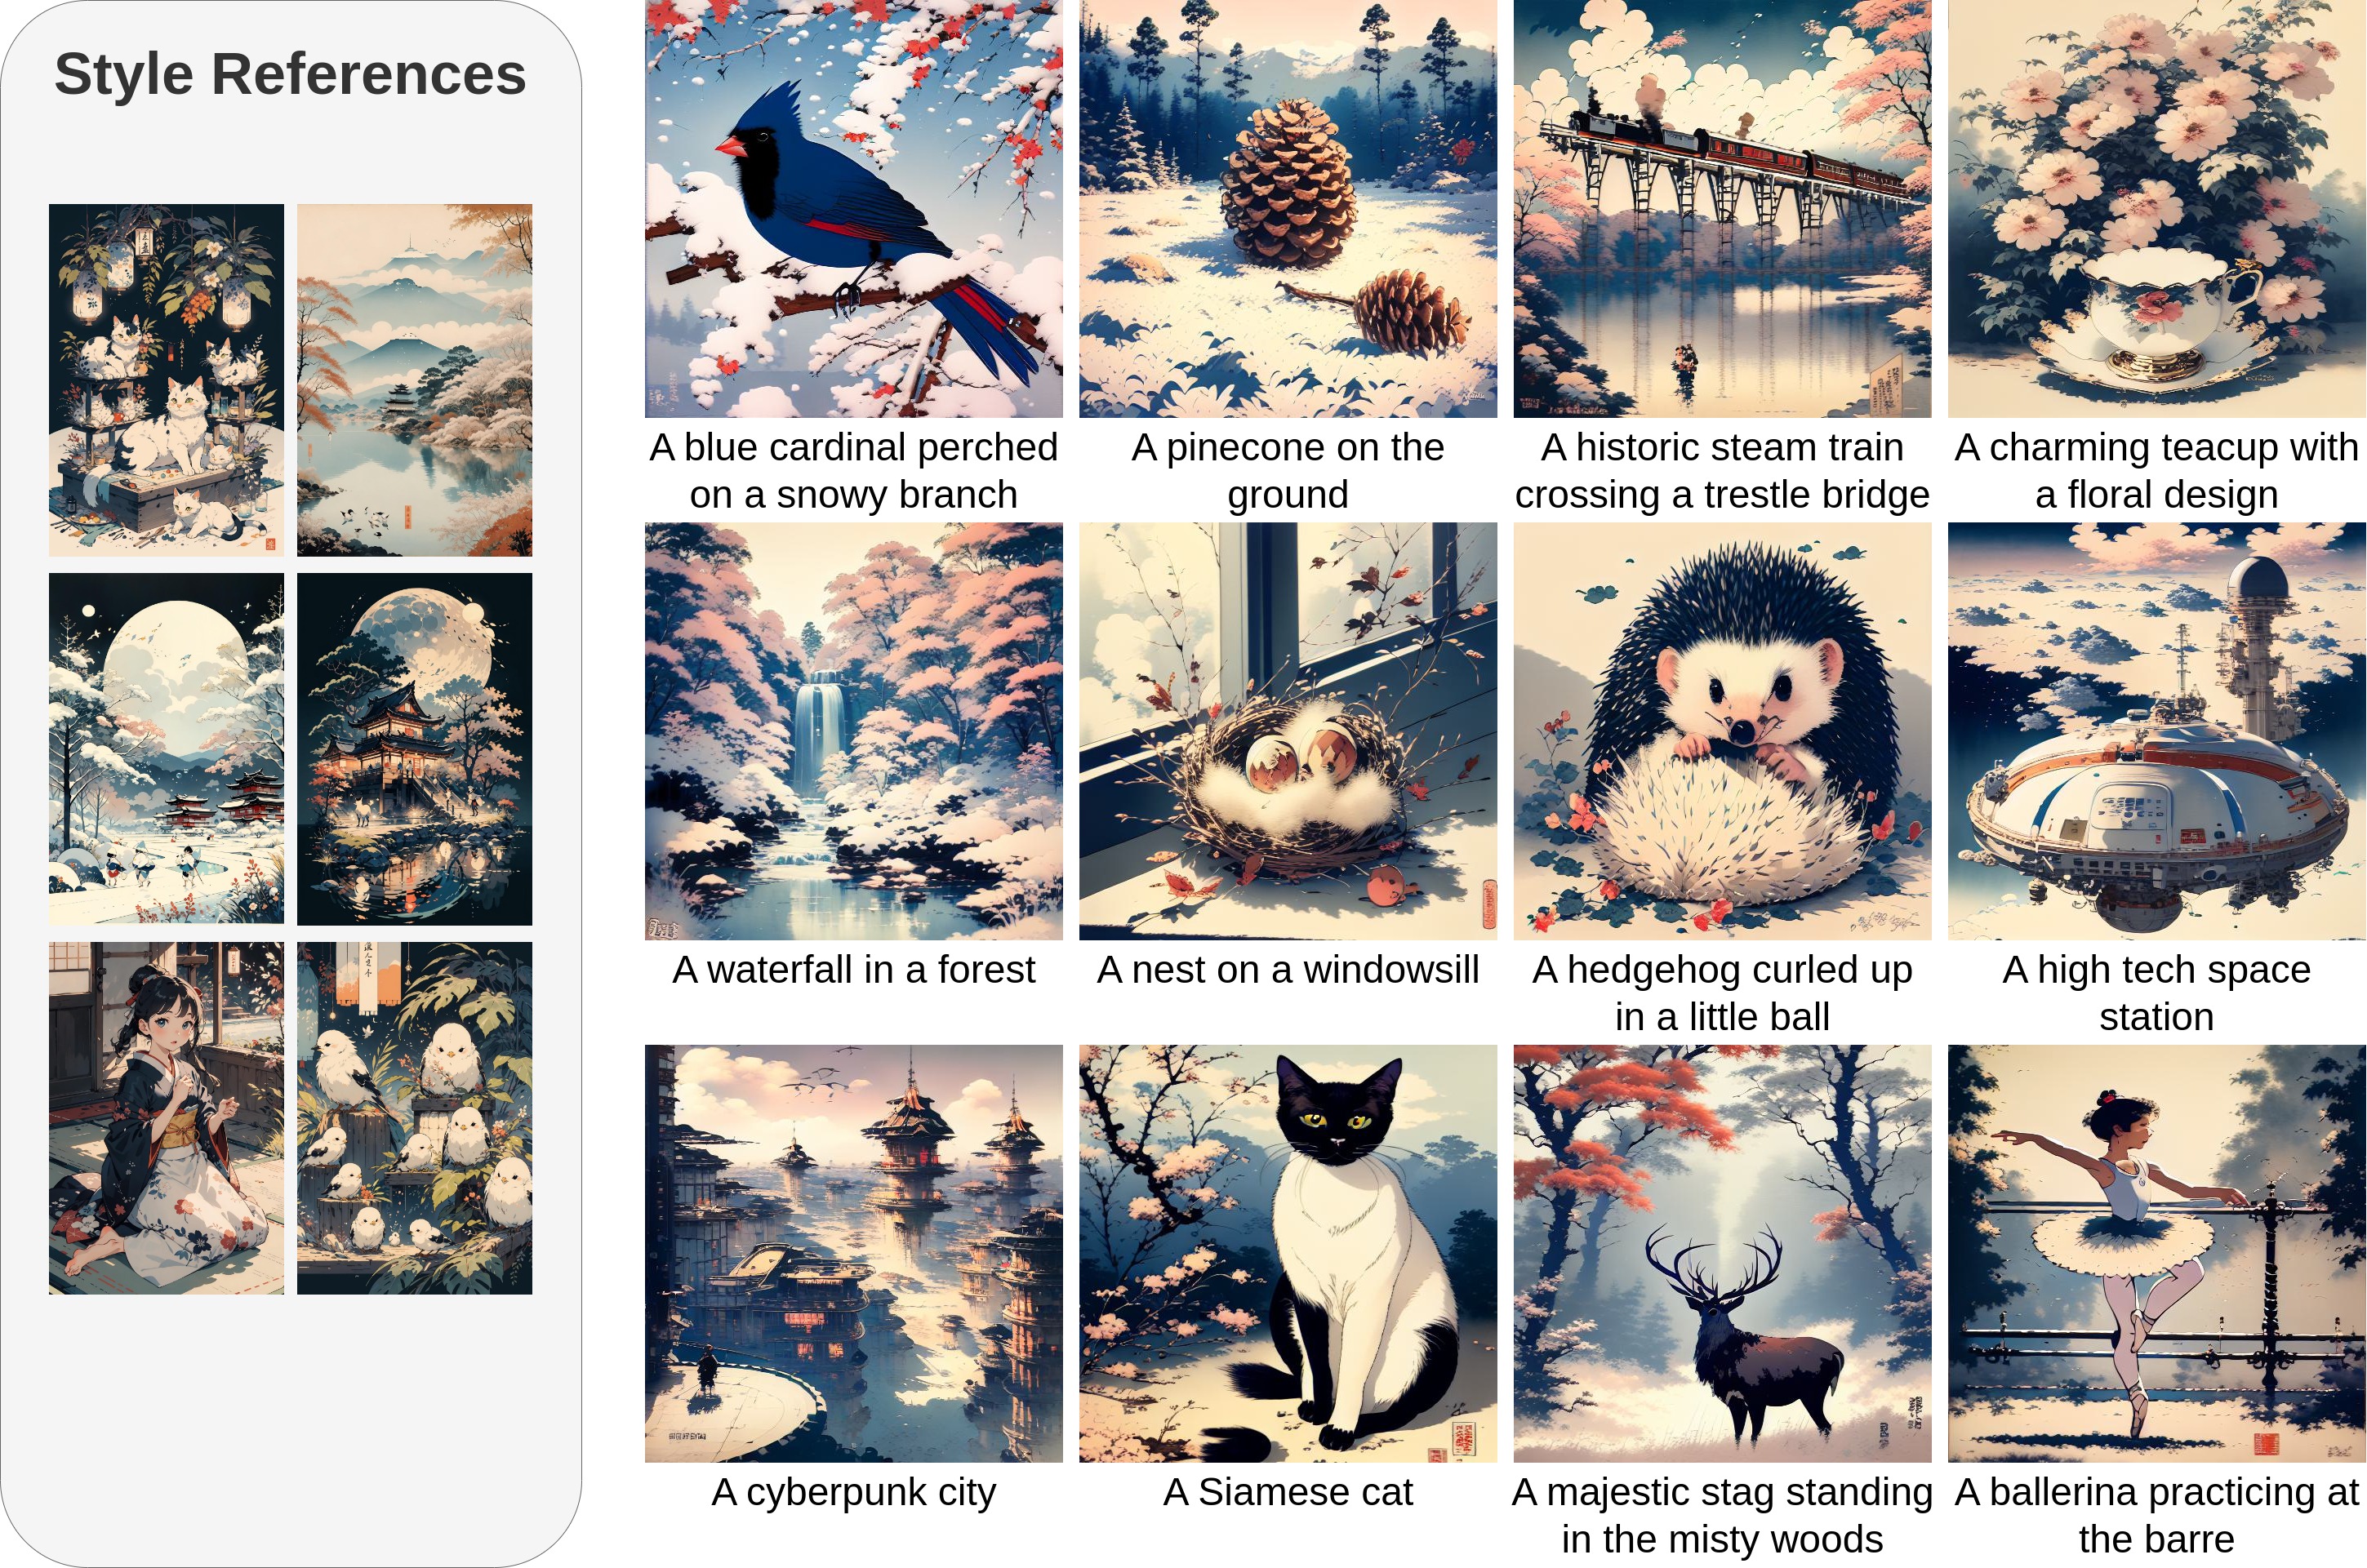 Style References
A blue cardinal perched
on a snowy branch
A pinecone on the
ground
A historic steam train
crossing a trestle bridge
A charming teacup with
a floral design
A waterfall in a forest
A nest on a windowsill
A hedgehog curled up
in a little ball
A high tech space
station
A cyberpunk city
A Siamese cat
A majestic stag standing
in the misty woods
A ballerina practicing at
the barre